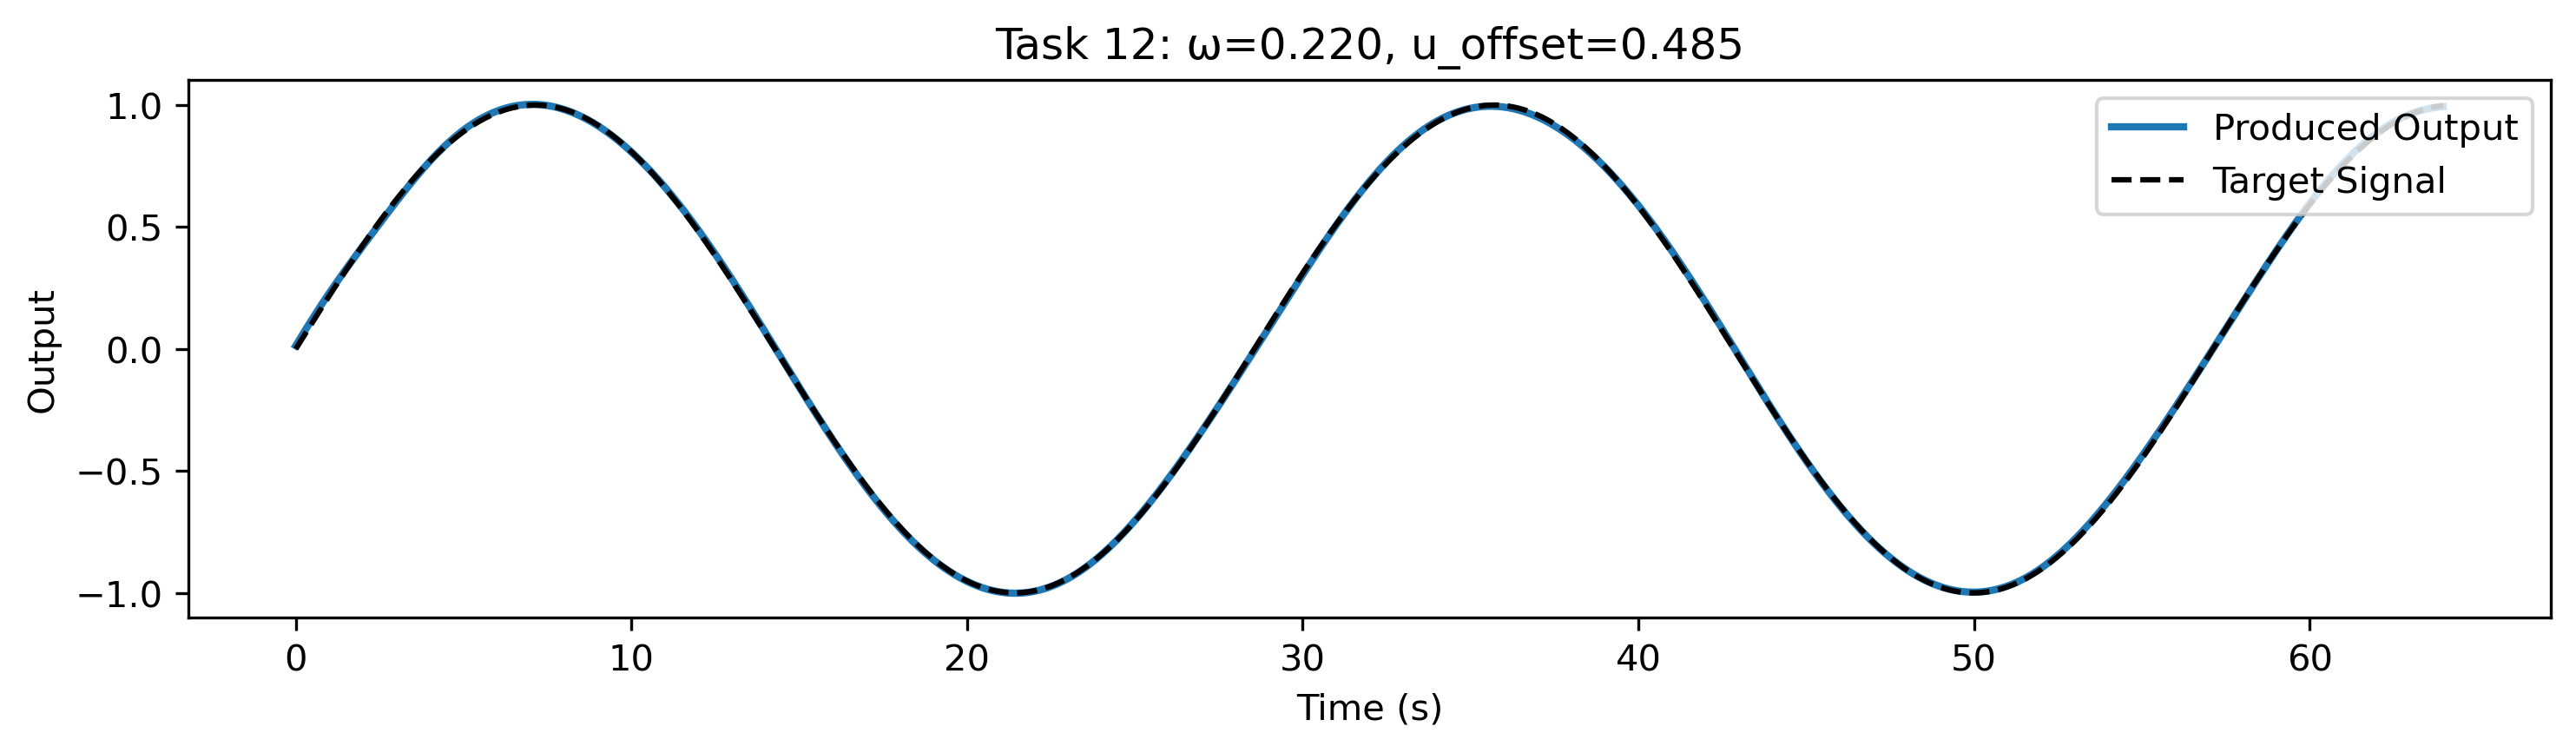 Task 12: ω=0.220, u_offset=0.485
Output
1.0
0.5
0.0
−0.5
−1.0
Produced Output
Target Signal
0 10 20 30 40 50 60
Time (s)